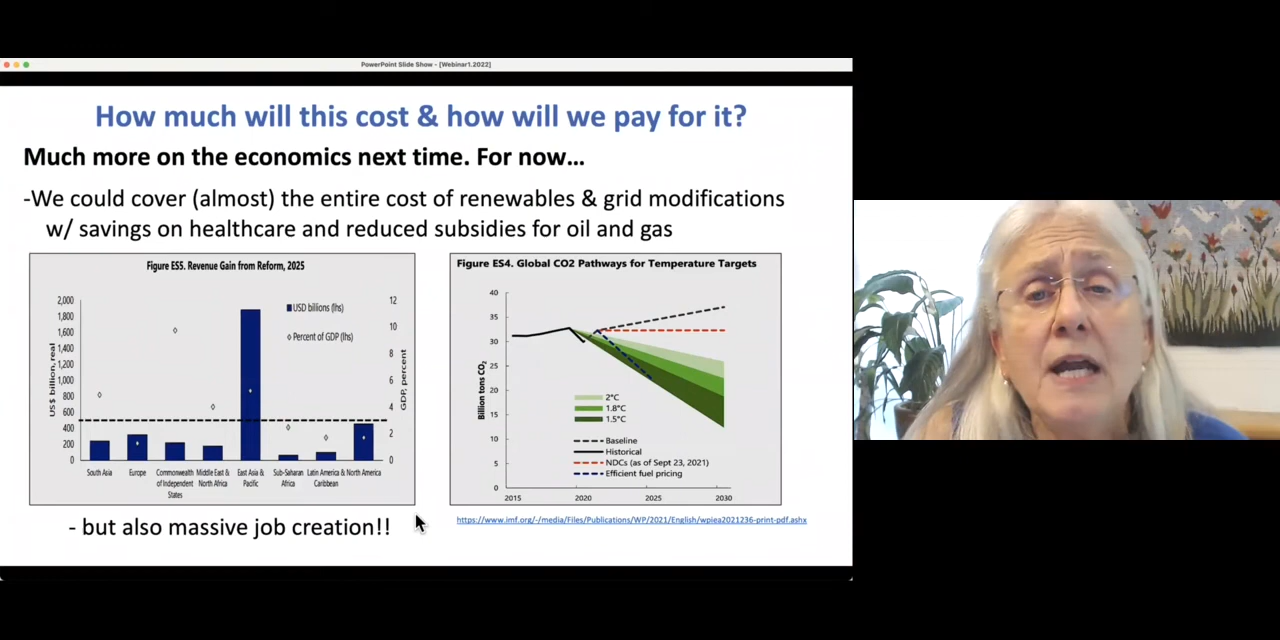 PowerPoint Slide Show - [Webinar1.2022]
How much will this cost & how will we pay for it?
Much more on the economics next time. For now…
-We could cover (almost) the entire cost of renewables & grid modifications
w/ savings on healthcare and reduced subsidies for oil and gas
Figure ES5. Revenue Gain from Reform, 2025
2,000
1,800
1,600
1,400
1,200
1,000
800
600
400
200
0
US$ billion, real
USD billions (lhs)
Percent of GDP (lhs)
12
10
8
6
4
2
0
GDP, percent
South Asia
Europe
Commonwealth
of Independent
States
Middle East &
North Africa
East Asia &
Pacific
Sub-Saharan
Africa
Latin America &
Caribbean
North America
Figure ES4. Global CO2 Pathways for Temperature Targets
40
35
30
25
20
15
10
5
0
Billion tons CO2
2°C
1.8°C
1.5°C
Baseline
Historical
NDCs (as of Sept 23, 2021)
Efficient fuel pricing
2015
2020
2025
2030
- but also massive job creation!!
https://www.imf.org/-/media/Files/Publications/WP/2021/English/wpiea2021236-print-pdf.ashx